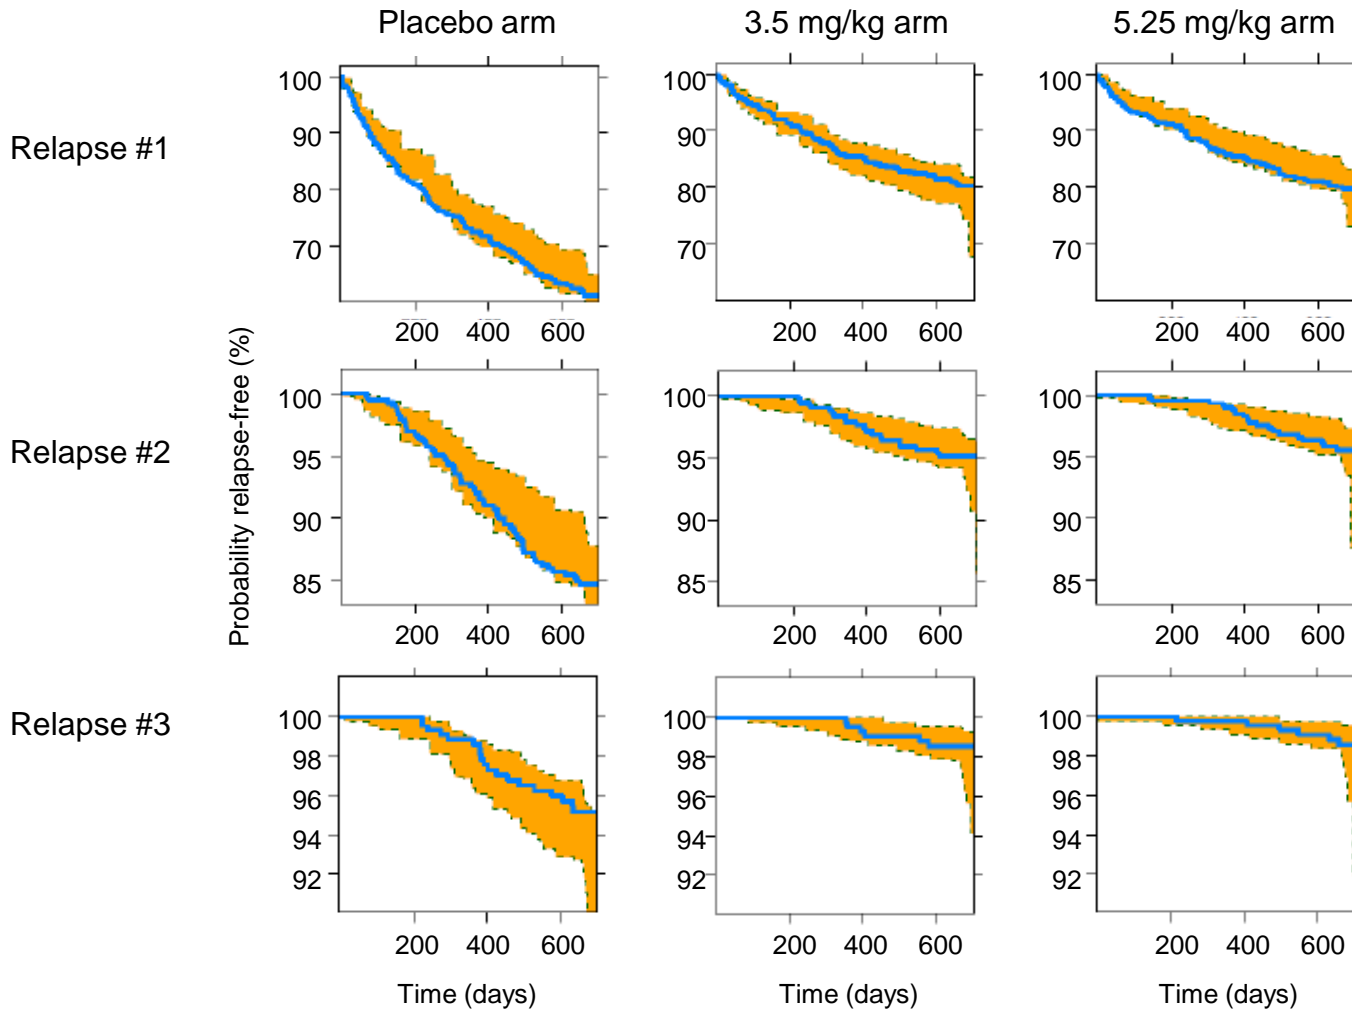 Placebo arm 3.5 mg/kg arm 5.25 mg/kg arm
Relapse #1
100 90 80 70
100 90 80 70
100 90 80 70
200 400 600 200 400 600 200 400 600
Probability relapse-free (%)
Relapse #2
100 95 90 85
100 95 90 85
100 95 90 85
200 400 600 200 400 600 200 400 600
Relapse #3
100 98 96 94 92
100 98 96 94 92
100 98 96 94 92
200 400 600 200 400 600 200 400 600
Time (days) Time (days) Time (days)